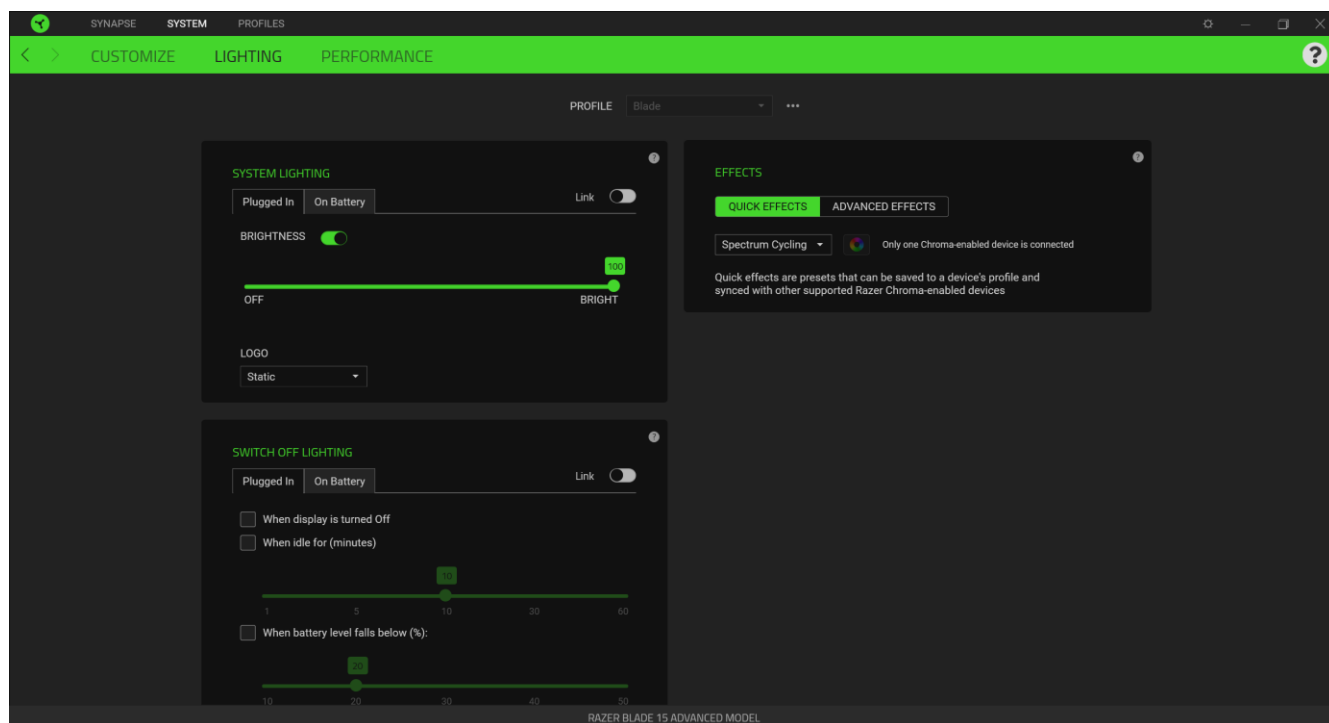 SYNAPSE SYSTEM PROFILES
CUSTOMIZE LIGHTING PERFORMANCE ?
PROFILE Blade
SYSTEM LIGHTING
Plugged In On Battery Link
BRIGHTNESS
100
OFF BRIGHT
LOGO
Static
EFFECTS
QUICK EFFECTS ADVANCED EFFECTS
Spectrum Cycling Only one Chroma-enabled device is connected
Quick effects are presets that can be saved to a device's profile and
synced with other supported Razer Chroma-enabled devices
SWITCH OFF LIGHTING
Plugged In On Battery Link
When display is turned Off
When idle for (minutes)
10
1 5 10 30 60
When battery level falls below (%):
20
10 20 30 40 50
RAZER BLADE 15 ADVANCED MODEL